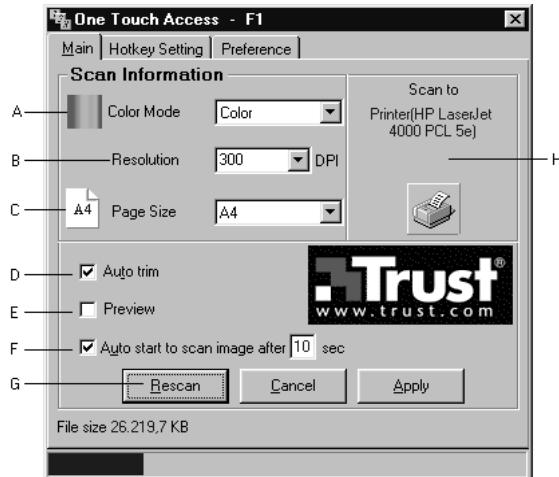 One Touch Access - F1
Main Hotkey Setting Preference
Scan Information
A Color Mode Color
B Resolution 300 DPI
C A4 Page Size A4
Scan to
Printer(HP LaserJet
4000 PCL 5e)
H
D Auto trim
E Preview
F Auto start to scan image after 10 sec
Trust®
www.trust.com
G Rescan Cancel Apply
File size 26.219,7 KB